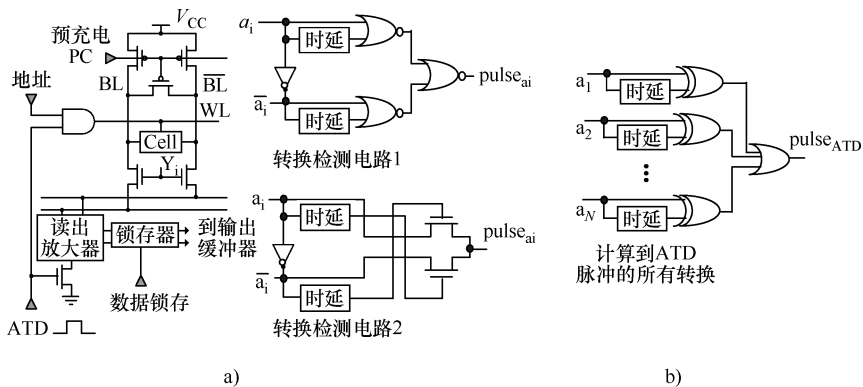 V_CC
预充电
PC
地址
BL
B̅L̅
WL
Cell
Y_i
读出
放大器
锁存器
到输出
缓冲器
数据锁存
ATD
a_i
时延
a̅_i
时延
pulse_ai
转换检测电路1
a_i
时延
a̅_i
时延
pulse_ai
转换检测电路2
a)
a_1
时延
a_2
时延
a_N
时延
pulse_ATD
计算到ATD
脉冲的所有转换
b)